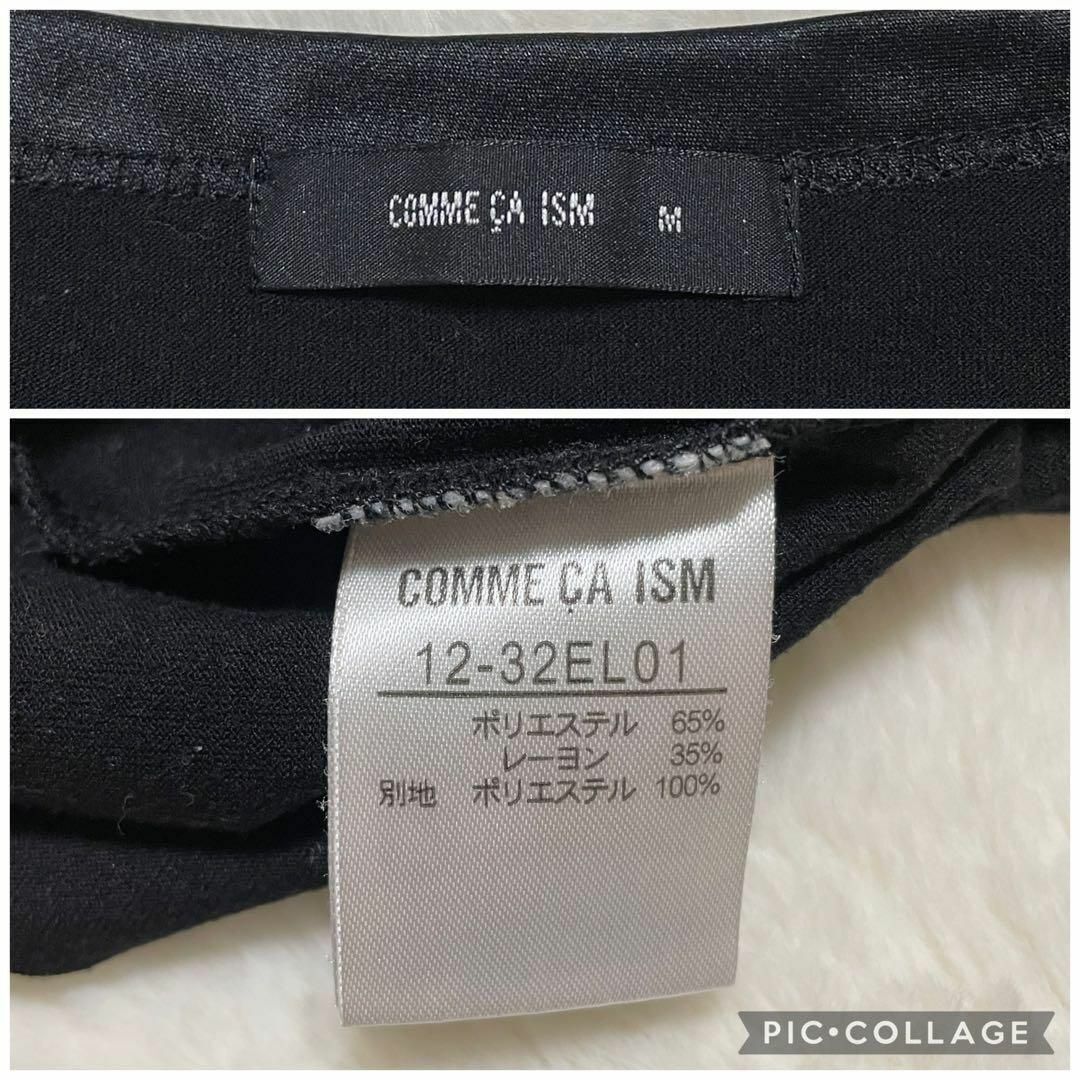 COMME ÇA ISM M
COMME ÇA ISM
12-32EL01
ポリエステル 65%
レーヨン 35%
別地 ポリエステル 100%
PIC•COLLAGE